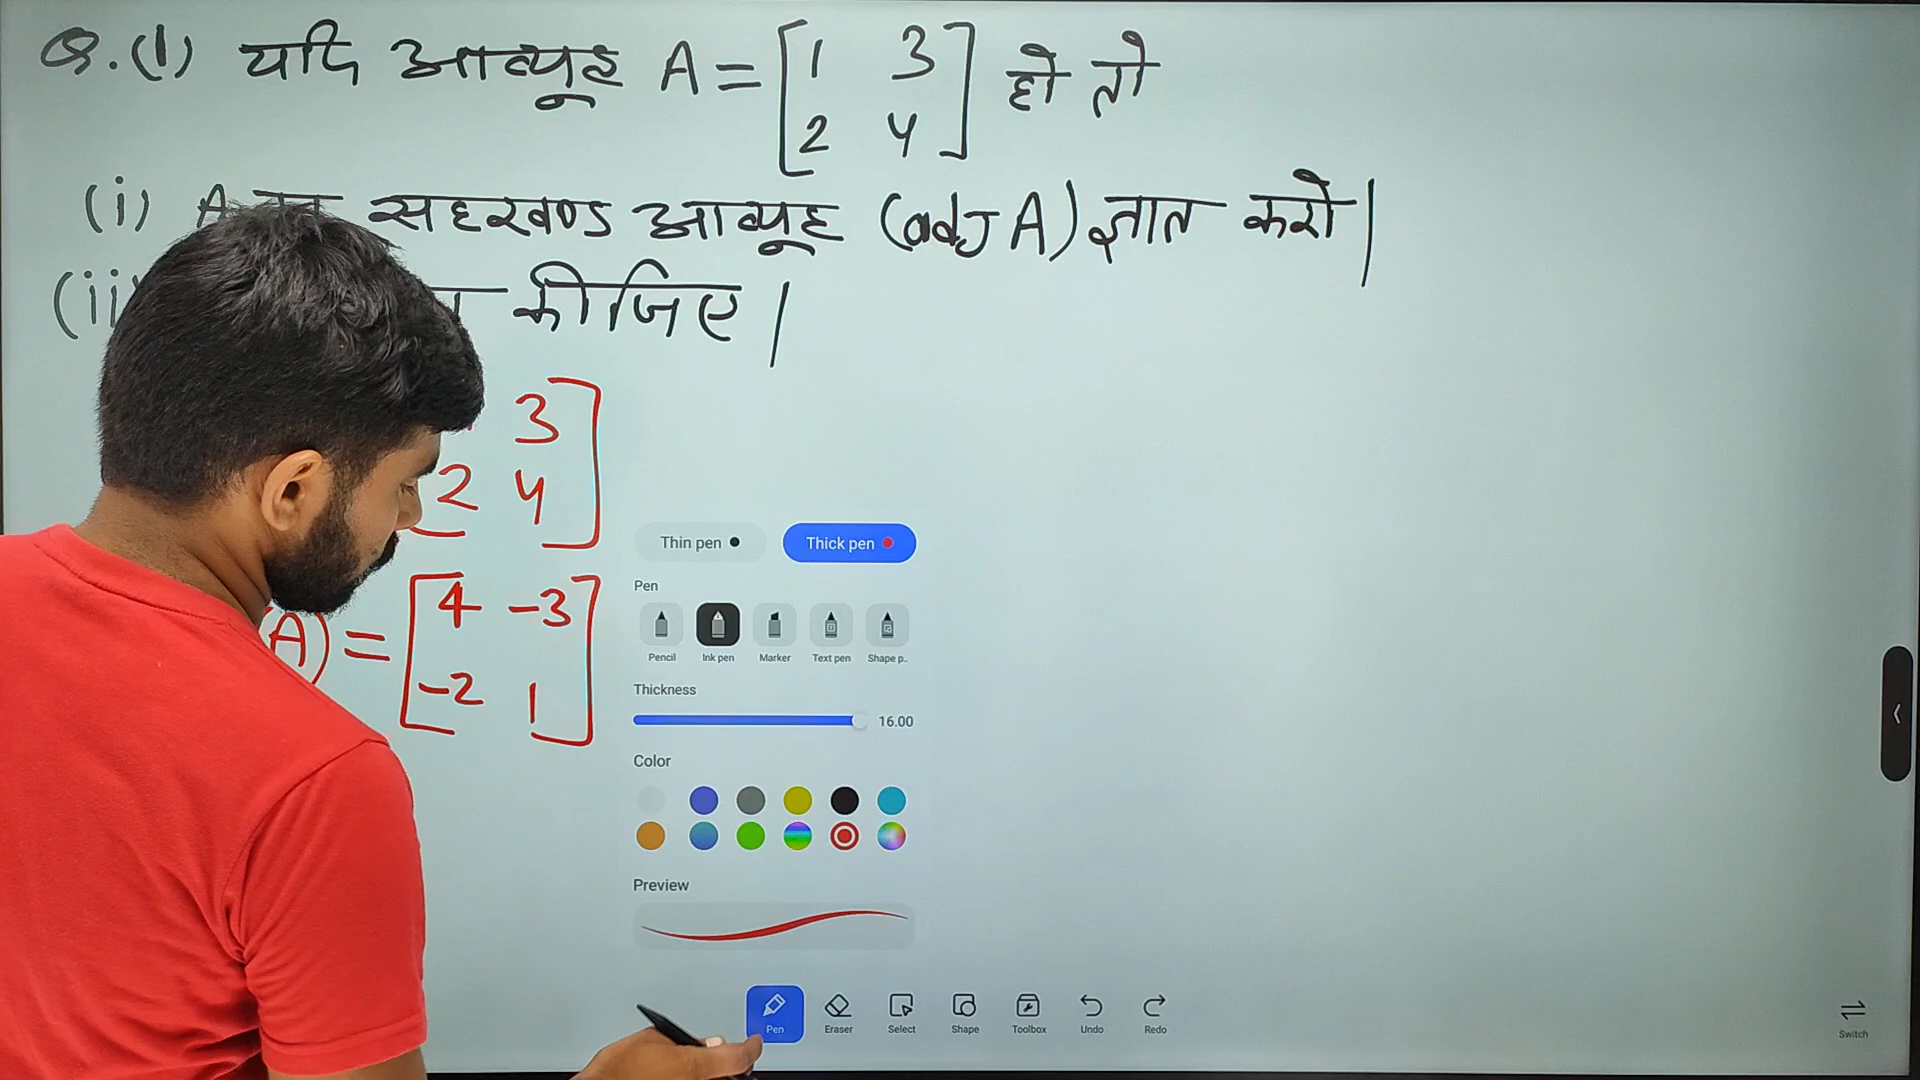 Q.(1) यदि आव्यूह A = [1 3
2 4] हो तो
(i) A का सहखण्ड आव्यूह (adj A) ज्ञात करो |
(ii) कीजिए |
3
2 4
(A) = [4 -3
-2 1]
Thin pen
Thick pen
Pen
Pencil Ink pen Marker Text pen Shape p..
Thickness
16.00
Color
Preview
Pen Eraser Select Shape Toolbox Undo Redo
Switch